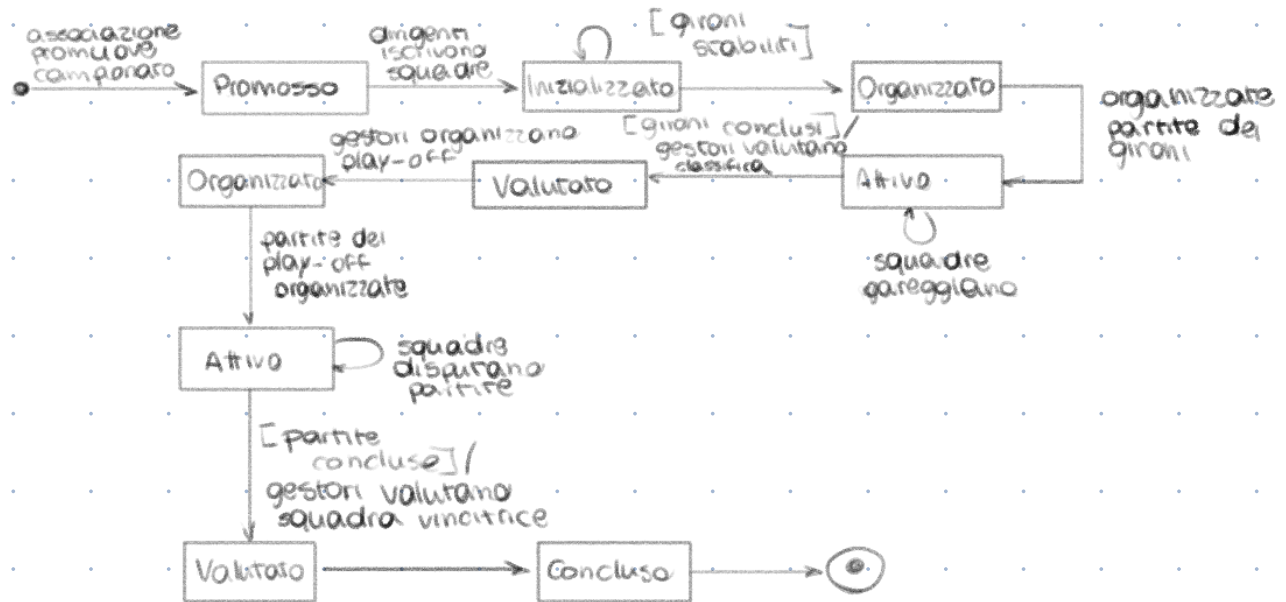 associazione
promuove
campionato
Promosso
dirigenti
iscrivono
squadre
Inizializzato
[gironi
stabiliti]
Organizzato
organizzate
partite dei
gironi
Attivo
squadre
gareggiano
[gironi conclusi] /
gestori valutano
classifica
Valutato
gestori organizzano
play-off
Organizzato
partite dei
play-off
organizzate
Attivo
squadre
disputano
partite
[partite
concluse] /
gestori valutano
squadra vincitrice
Valutato
Concluso